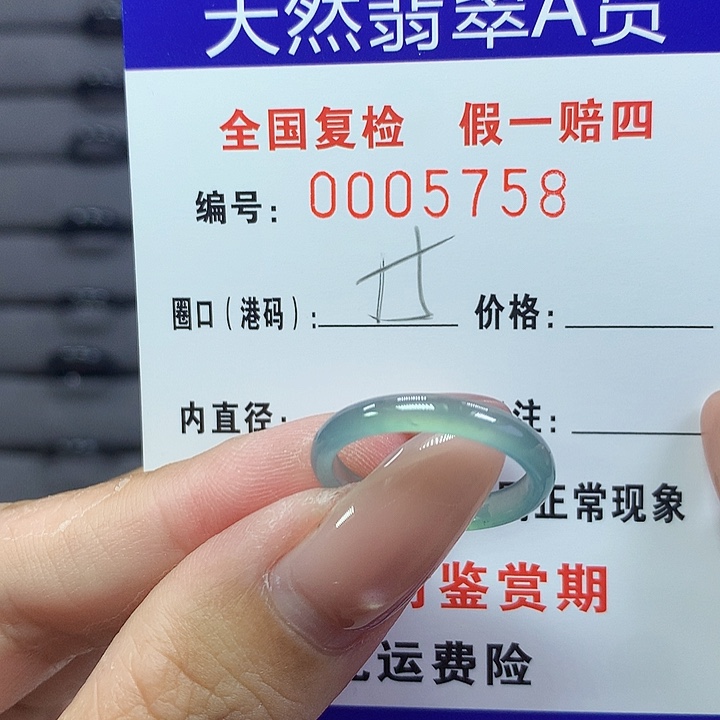 天然翡翠A货
全国复检 假一赔四
编号: 0005758
圈口(港码): 廿 价格:
内直径: 注:
正常现象
鉴赏期
运费险